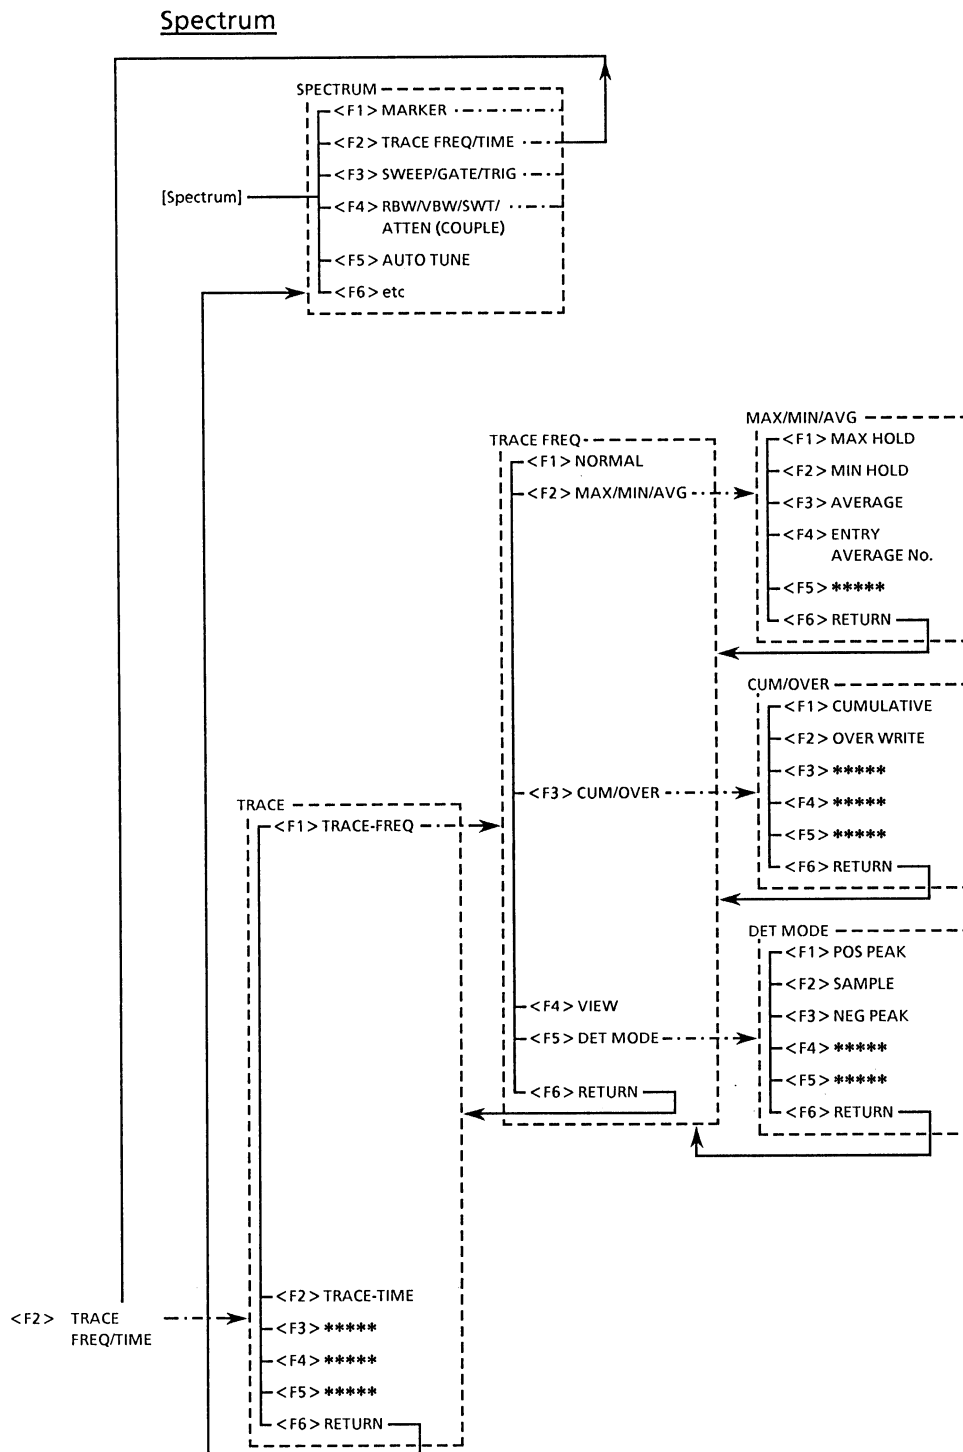 Spectrum
SPECTRUM
<F1> MARKER
<F2> TRACE FREQ/TIME
<F3> SWEEP/GATE/TRIG
[Spectrum]
<F4> RBW/VBW/SWT/
ATTEN (COUPLE)
<F5> AUTO TUNE
<F6> etc
MAX/MIN/AVG
<F1> MAX HOLD
<F2> MIN HOLD
<F3> AVERAGE
<F4> ENTRY
AVERAGE No.
<F5> *****
<F6> RETURN
TRACE FREQ
<F1> NORMAL
<F2> MAX/MIN/AVG
<F3> CUM/OVER
<F4> VIEW
<F5> DET MODE
<F6> RETURN
CUM/OVER
<F1> CUMULATIVE
<F2> OVER WRITE
<F3> *****
<F4> *****
<F5> *****
<F6> RETURN
DET MODE
<F1> POS PEAK
<F2> SAMPLE
<F3> NEG PEAK
<F4> *****
<F5> *****
<F6> RETURN
TRACE
<F1> TRACE-FREQ
<F2> TRACE-TIME
<F3> *****
<F4> *****
<F5> *****
<F6> RETURN
<F2> TRACE
FREQ/TIME